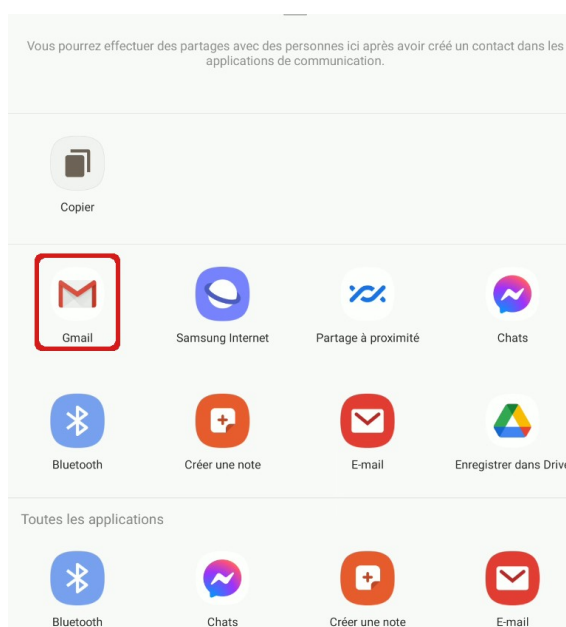 Vous pourrez effectuer des partages avec des personnes ici après avoir créé un contact dans les
applications de communication.
Copier
Gmail
Samsung Internet
Partage à proximité
Chats
Bluetooth
Créer une note
E-mail
Enregistrer dans Drive
Toutes les applications
Bluetooth
Chats
Créer une note
E-mail